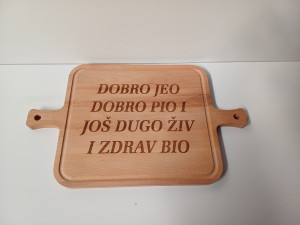 DOBRO JEO
DOBRO PIO I
JOŠ DUGO ŽIV
I ZDRAV BIO